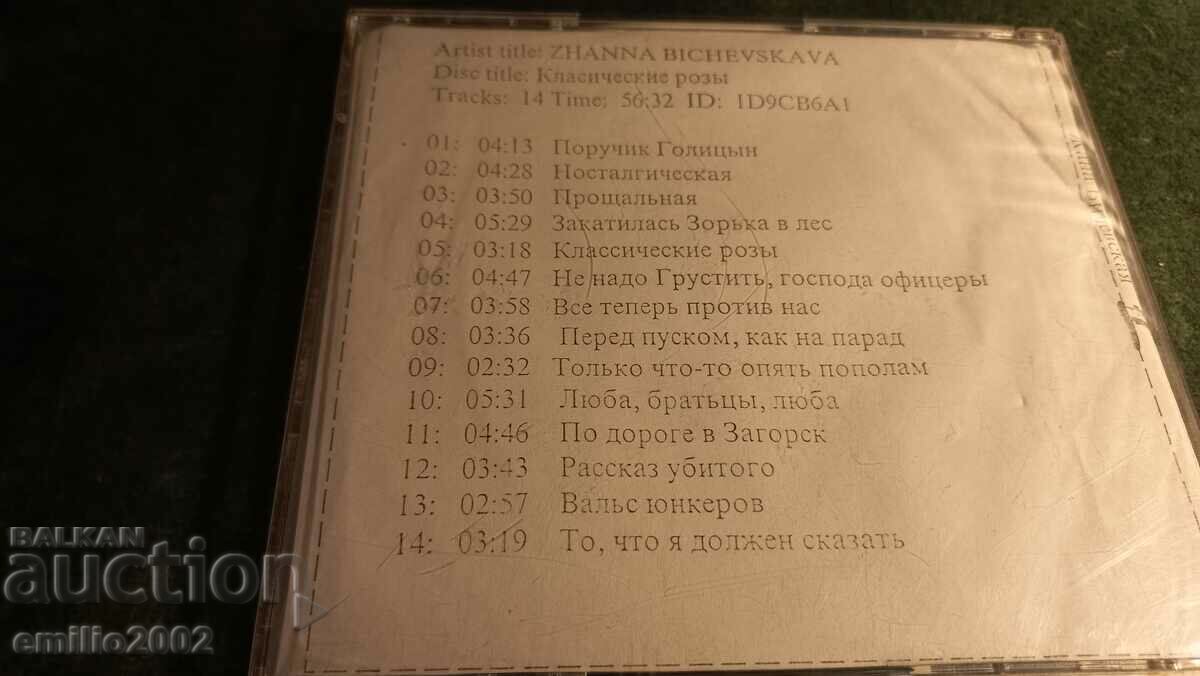 Artist title: ZHANNA BICHEVSKAVA
Disc title: Класические розы
Tracks: 14 Time: 56:32 ID: 1D9CB6A1
01: 04:13 Поручик Голицын
02: 04:28 Носталгическая
03: 03:50 Прощальная
04: 05:29 Закатилась Зорька в лес
05: 03:18 Классические розы
06: 04:47 Не надо Грустить, господа офицеры
07: 03:58 Все теперь против нас
08: 03:36 Перед пуском, как на парад
09: 02:32 Только что-то опять пополам
10: 05:31 Люба, братьцы, люба
11: 04:46 По дороге в Загорск
12: 03:43 Рассказ убитого
13: 02:57 Вальс юнкеров
14: 03:19 То, что я должен сказать
BALKAN
auction
emilio2002